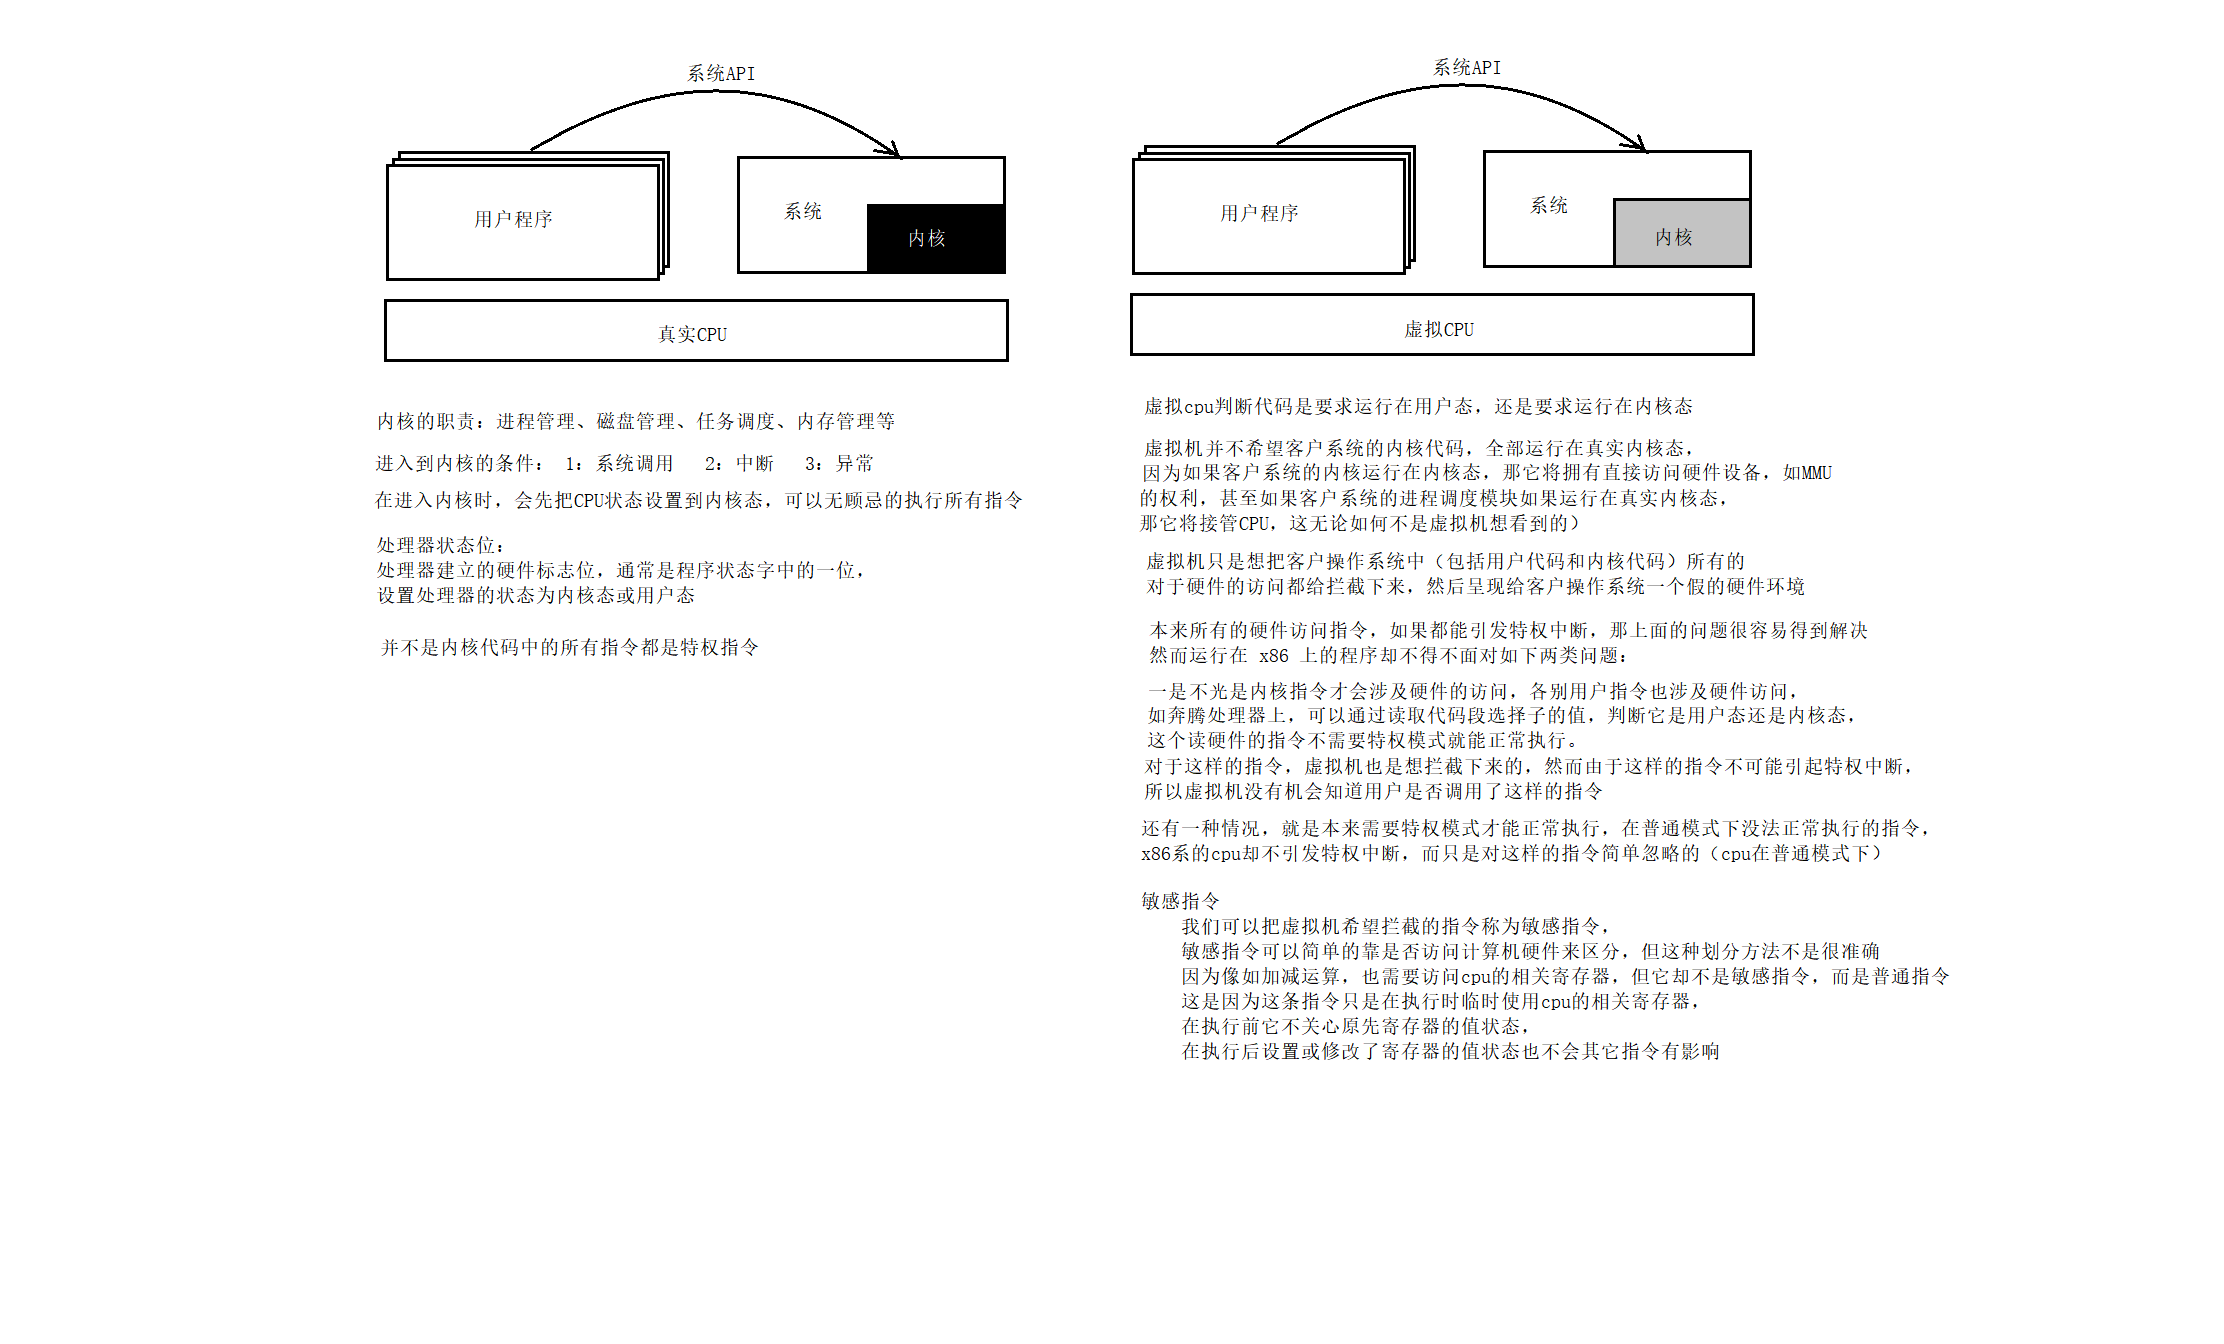 系统API
用户程序
系统
内核
真实CPU
内核的职责：进程管理、磁盘管理、任务调度、内存管理等
进入到内核的条件： 1：系统调用 2：中断 3：异常
在进入内核时，会先把CPU状态设置到内核态，可以无顾忌的执行所有指令
处理器状态位：
处理器建立的硬件标志位，通常是程序状态字中的一位，
设置处理器的状态为内核态或用户态
并不是内核代码中的所有指令都是特权指令
系统API
用户程序
系统
内核
虚拟CPU
虚拟cpu判断代码是要求运行在用户态，还是要求运行在内核态
虚拟机并不希望客户系统的内核代码，全部运行在真实内核态，
因为如果客户系统的内核运行在内核态，那它将拥有直接访问硬件设备，如MMU
的权利，甚至如果客户系统的进程调度模块如果运行在真实内核态，
那它将接管CPU，这无论如何不是虚拟机想看到的）
虚拟机只是想把客户操作系统中（包括用户代码和内核代码）所有的
对于硬件的访问都给拦截下来，然后呈现给客户操作系统一个假的硬件环境
本来所有的硬件访问指令，如果都能引发特权中断，那上面的问题很容易得到解决
然而运行在 x86 上的程序却不得不面对如下两类问题：
一是不光是内核指令才会涉及硬件的访问，各别用户指令也涉及硬件访问，
如奔腾处理器上，可以通过读取代码段选择子的值，判断它是用户态还是内核态，
这个读硬件的指令不需要特权模式就能正常执行。
对于这样的指令，虚拟机也是想拦截下来的，然而由于这样的指令不可能引起特权中断，
所以虚拟机没有机会知道用户是否调用了这样的指令
还有一种情况，就是本来需要特权模式才能正常执行，在普通模式下没法正常执行的指令，
x86系的cpu却不引发特权中断，而只是对这样的指令简单忽略的（cpu在普通模式下）
敏感指令
我们可以把虚拟机希望拦截的指令称为敏感指令，
敏感指令可以简单的靠是否访问计算机硬件来区分，但这种划分方法不是很准确
因为像如加减运算，也需要访问cpu的相关寄存器，但它却不是敏感指令，而是普通指令
这是因为这条指令只是在执行时临时使用cpu的相关寄存器，
在执行前它不关心原先寄存器的值状态，
在执行后设置或修改了寄存器的值状态也不会其它指令有影响